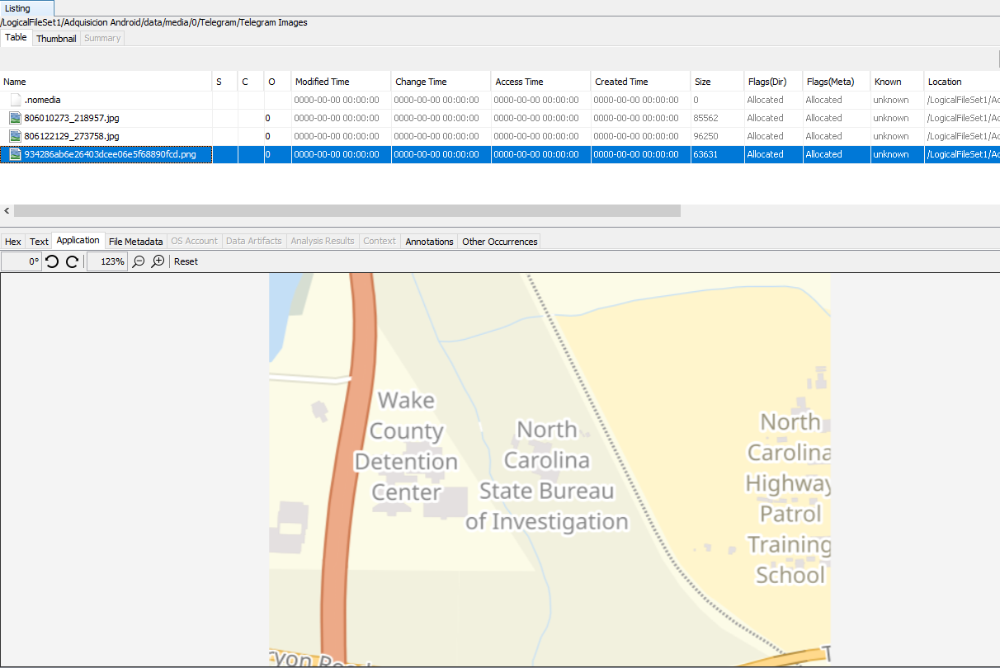 Listing
/LogicalFileSet1/Adquisicion Android/data/media/0/Telegram/Telegram Images
Table Thumbnail Summary
Name S C O Modified Time Change Time Access Time Created Time Size Flags(Dir) Flags(Meta) Known Location
.nomedia 0000-00-00 00:00:00 0000-00-00 00:00:00 0000-00-00 00:00:00 0000-00-00 00:00:00 0 Allocated Allocated unknown /LogicalFileSet1/Ac
806010273_218957.jpg 0 0000-00-00 00:00:00 0000-00-00 00:00:00 0000-00-00 00:00:00 0000-00-00 00:00:00 85562 Allocated Allocated unknown /LogicalFileSet1/Ac
806122129_273758.jpg 0 0000-00-00 00:00:00 0000-00-00 00:00:00 0000-00-00 00:00:00 0000-00-00 00:00:00 96250 Allocated Allocated unknown /LogicalFileSet1/Ac
934286ab6e26403dcee06e5f68890fcd.png 0 0000-00-00 00:00:00 0000-00-00 00:00:00 0000-00-00 00:00:00 0000-00-00 00:00:00 63631 Allocated Allocated unknown /LogicalFileSet1/Ac
Hex Text Application File Metadata OS Account Data Artifacts Analysis Results Context Annotations Other Occurrences
0° 123% Reset
Wake
County
Detention
Center
North
Carolina
State Bureau
of Investigation
North
Carolina
Highway
Patrol
Training
School